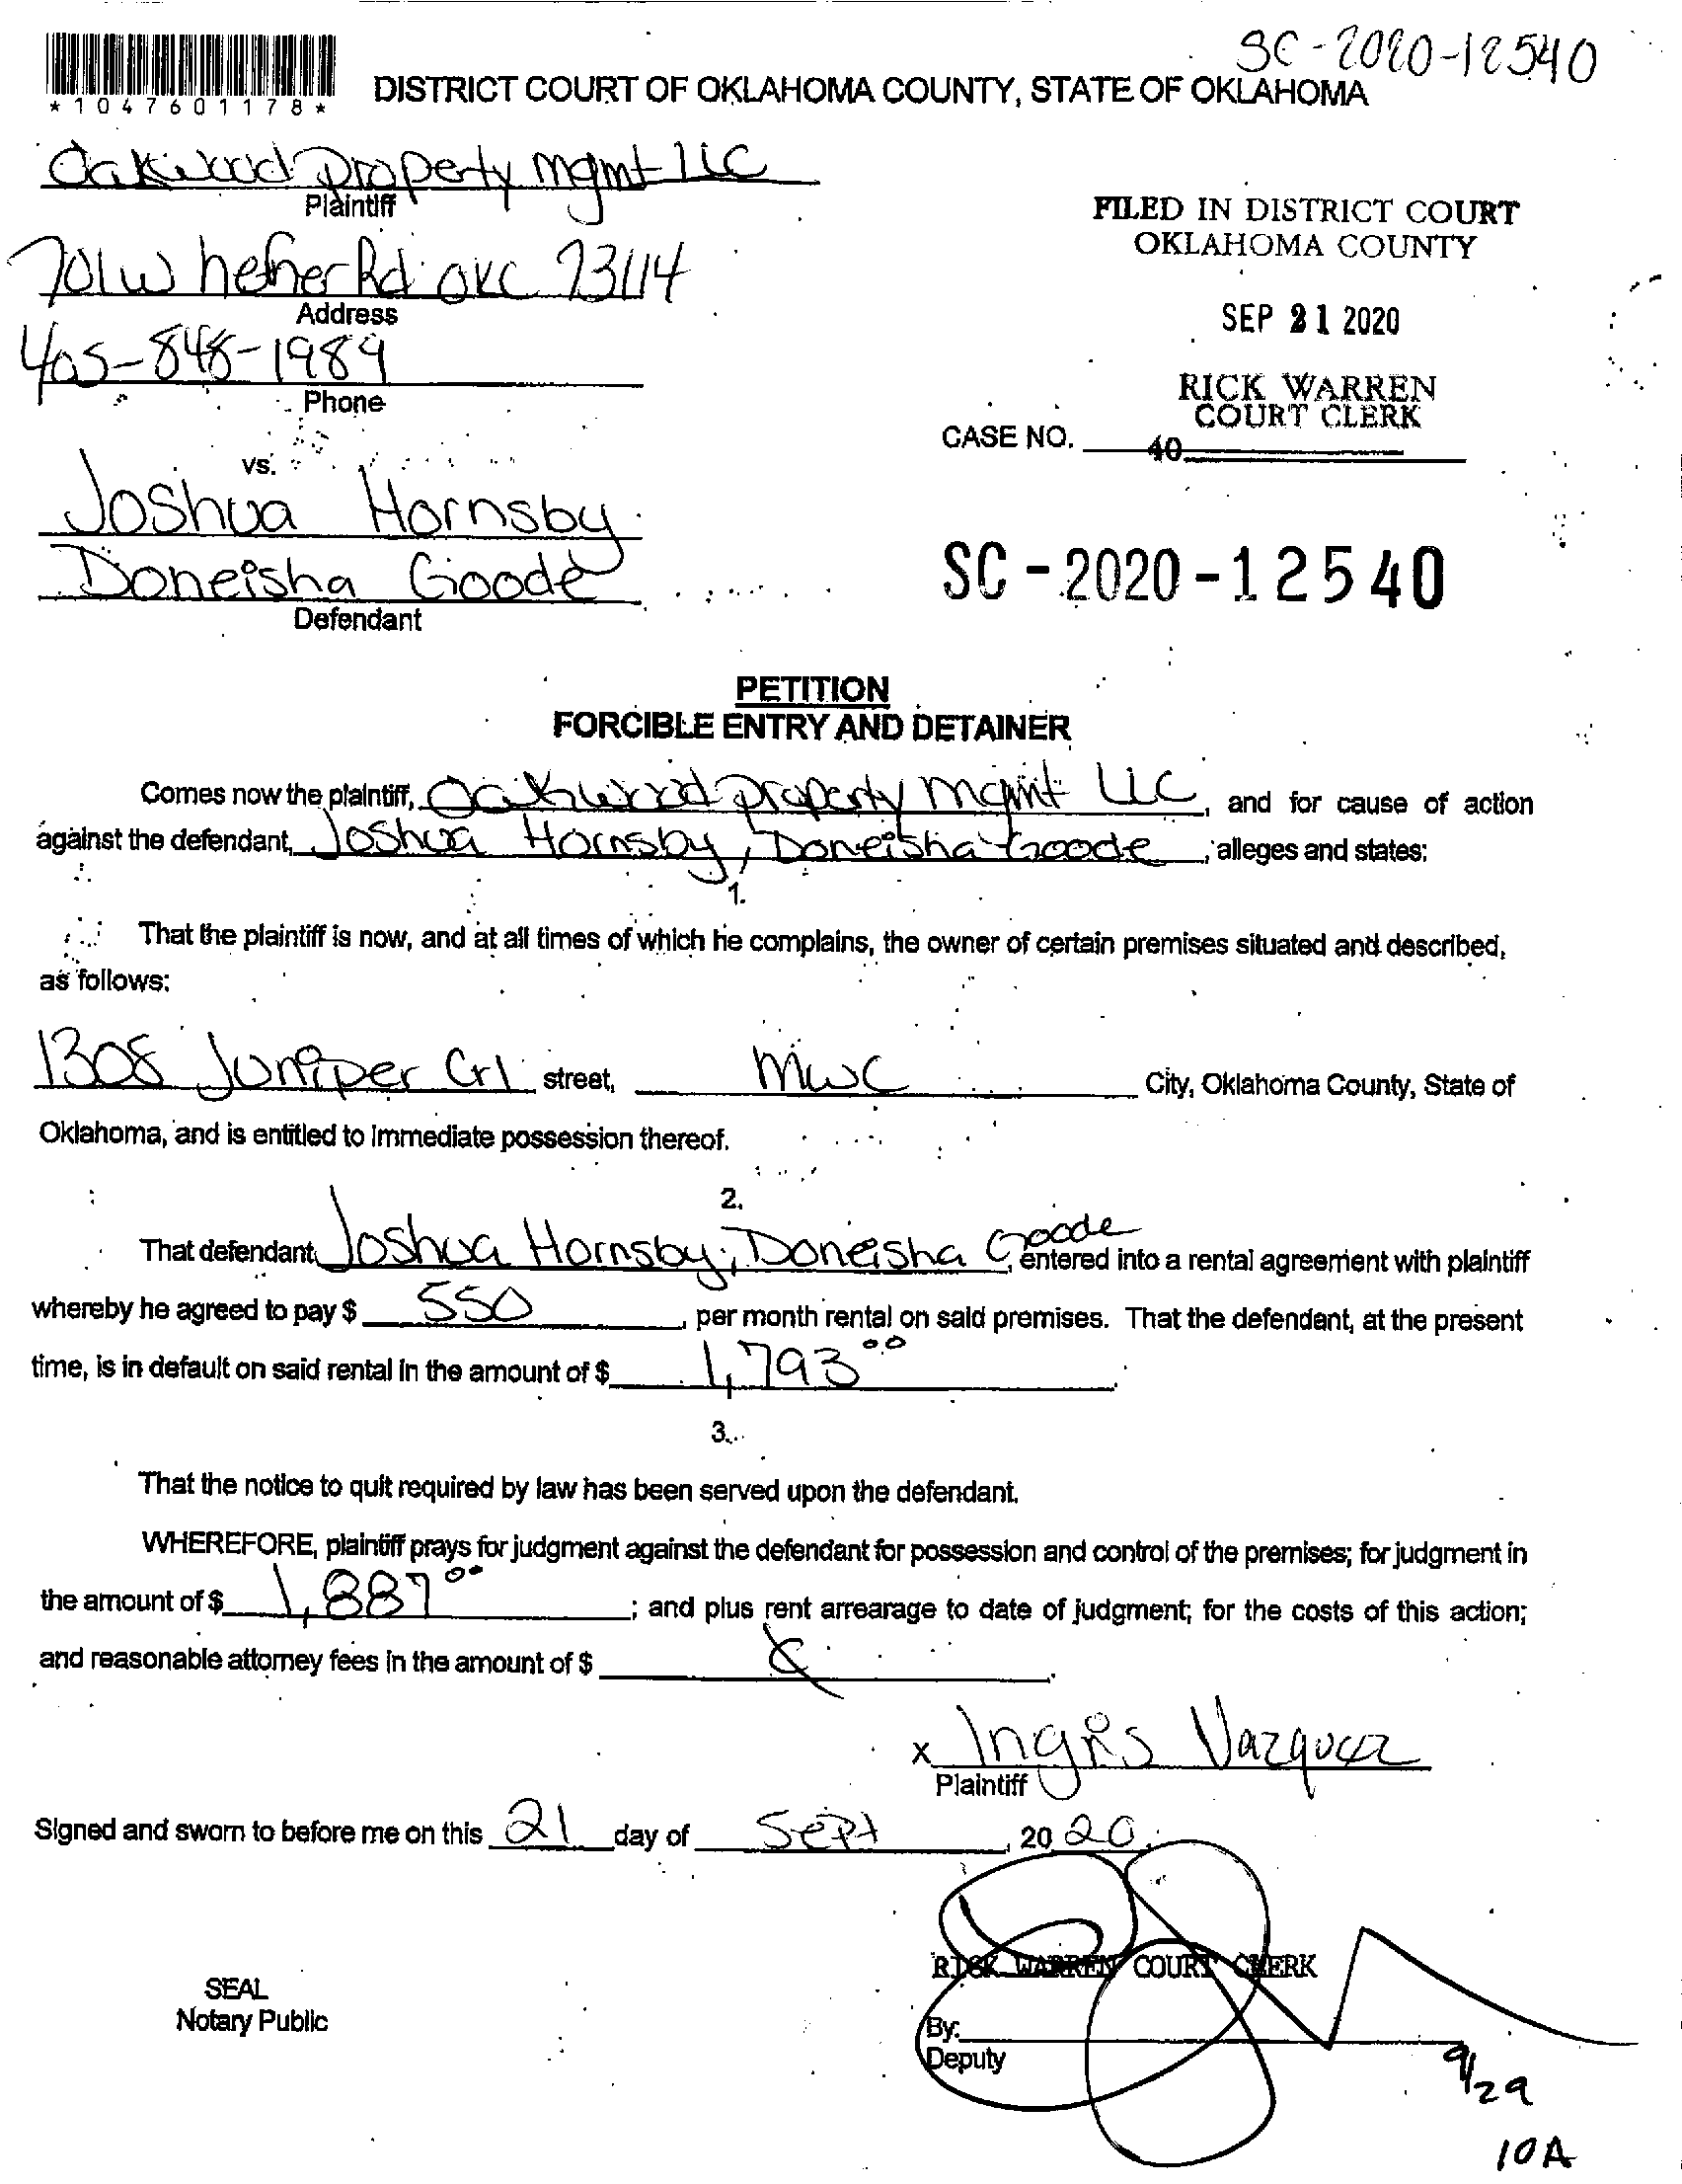 SC-2020-12540
*1047601178*
DISTRICT COURT OF OKLAHOMA COUNTY, STATE OF OKLAHOMA
Oakwood Property mgmt LLC
Plaintiff
FILED IN DISTRICT COURT
OKLAHOMA COUNTY
701 W hefner Rd OKC 73114
Address
SEP 21 2020
405-848-1989
Phone
RICK WARREN
COURT CLERK
CASE NO.
40
vs.
Joshua Hornsby
Doneisha Goode
Defendant
SC-2020-12540
PETITION
FORCIBLE ENTRY AND DETAINER
Comes now the plaintiff, Oakwood property mgmt LLC, and for cause of action
against the defendant, Joshua Hornsby, Doneisha Goode, alleges and states:
1.
That the plaintiff is now, and at all times of which he complains, the owner of certain premises situated and described,
as follows:
1308 Juniper Crl street, MWC City, Oklahoma County, State of
Oklahoma, and is entitled to immediate possession thereof.
2.
That defendant, Joshua Hornsby, Doneisha Goode, entered into a rental agreement with plaintiff
whereby he agreed to pay $ 550, per month rental on said premises. That the defendant, at the present
time, is in default on said rental in the amount of $ 1,793 00.
3.
That the notice to quit required by law has been served upon the defendant.
WHEREFORE, plaintiff prays for judgment against the defendant for possession and control of the premises; for judgment in
the amount of $ 1,887 00; and plus rent arrearage to date of judgment; for the costs of this action;
and reasonable attorney fees in the amount of $
x Ingris Vazquez
Plaintiff
Signed and sworn to before me on this 21 day of Sept, 20 20.
RICK WARREN COURT CLERK
SEAL
Notary Public
By:
Deputy
9/29
10A